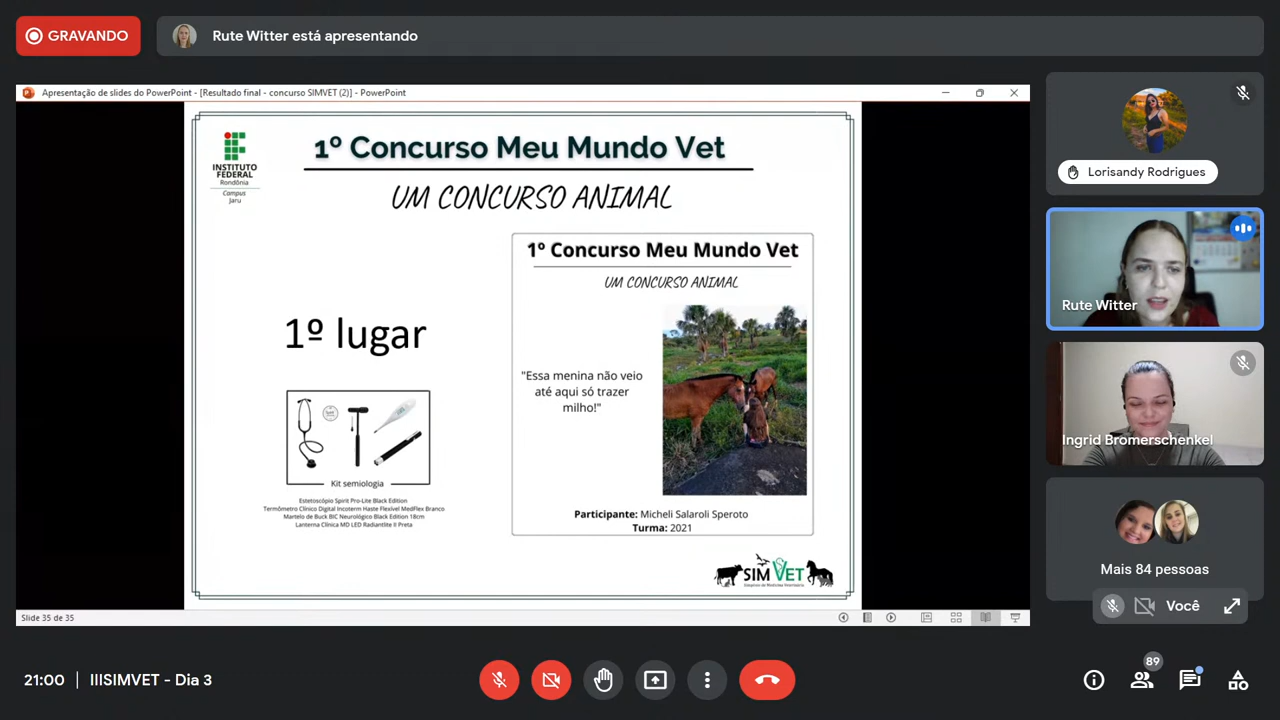 GRAVANDO
Rute Witter está apresentando
Apresentação de slides do PowerPoint - [Resultado final - concurso SIMVET (2)] - PowerPoint
INSTITUTO
FEDERAL
Rondônia
Campus
Jaru
1º Concurso Meu Mundo Vet
UM CONCURSO ANIMAL
1º lugar
Kit semiologia
Estetoscópio Spirit Pro-Lite Black Edition
Termômetro Clínico Digital Incoterm Haste Flexível MedFlex Branco
Martelo de Buck BIC Neurológico Black Edition 18cm
Lanterna Clínica MD LED Radiantlite II Preta
1º Concurso Meu Mundo Vet
UM CONCURSO ANIMAL
"Essa menina não veio
até aqui só trazer
milho!"
Participante: Micheli Salaroli Speroto
Turma: 2021
SIMVET
Simpósio de Medicina Veterinária
Slide 35 de 35
Lorisandy Rodrigues
Rute Witter
Ingrid Bromerschenkel
Mais 84 pessoas
Você
21:00
IIISIMVET - Dia 3
89